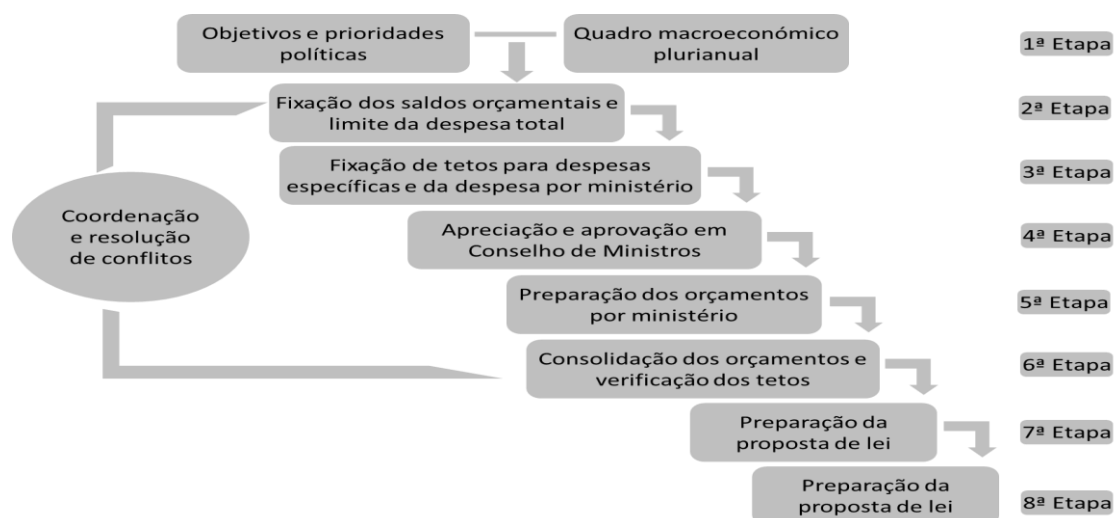 Objetivos e prioridades
políticas
Quadro macroeconómico
plurianual
1ª Etapa
Fixação dos saldos orçamentais e
limite da despesa total
2ª Etapa
Fixação de tetos para despesas
específicas e da despesa por ministério
3ª Etapa
Coordenação
e resolução
de conflitos
Apreciação e aprovação em
Conselho de Ministros
4ª Etapa
Preparação dos orçamentos
por ministério
5ª Etapa
Consolidação dos orçamentos e
verificação dos tetos
6ª Etapa
Preparação da
proposta de lei
7ª Etapa
Preparação da
proposta de lei
8ª Etapa